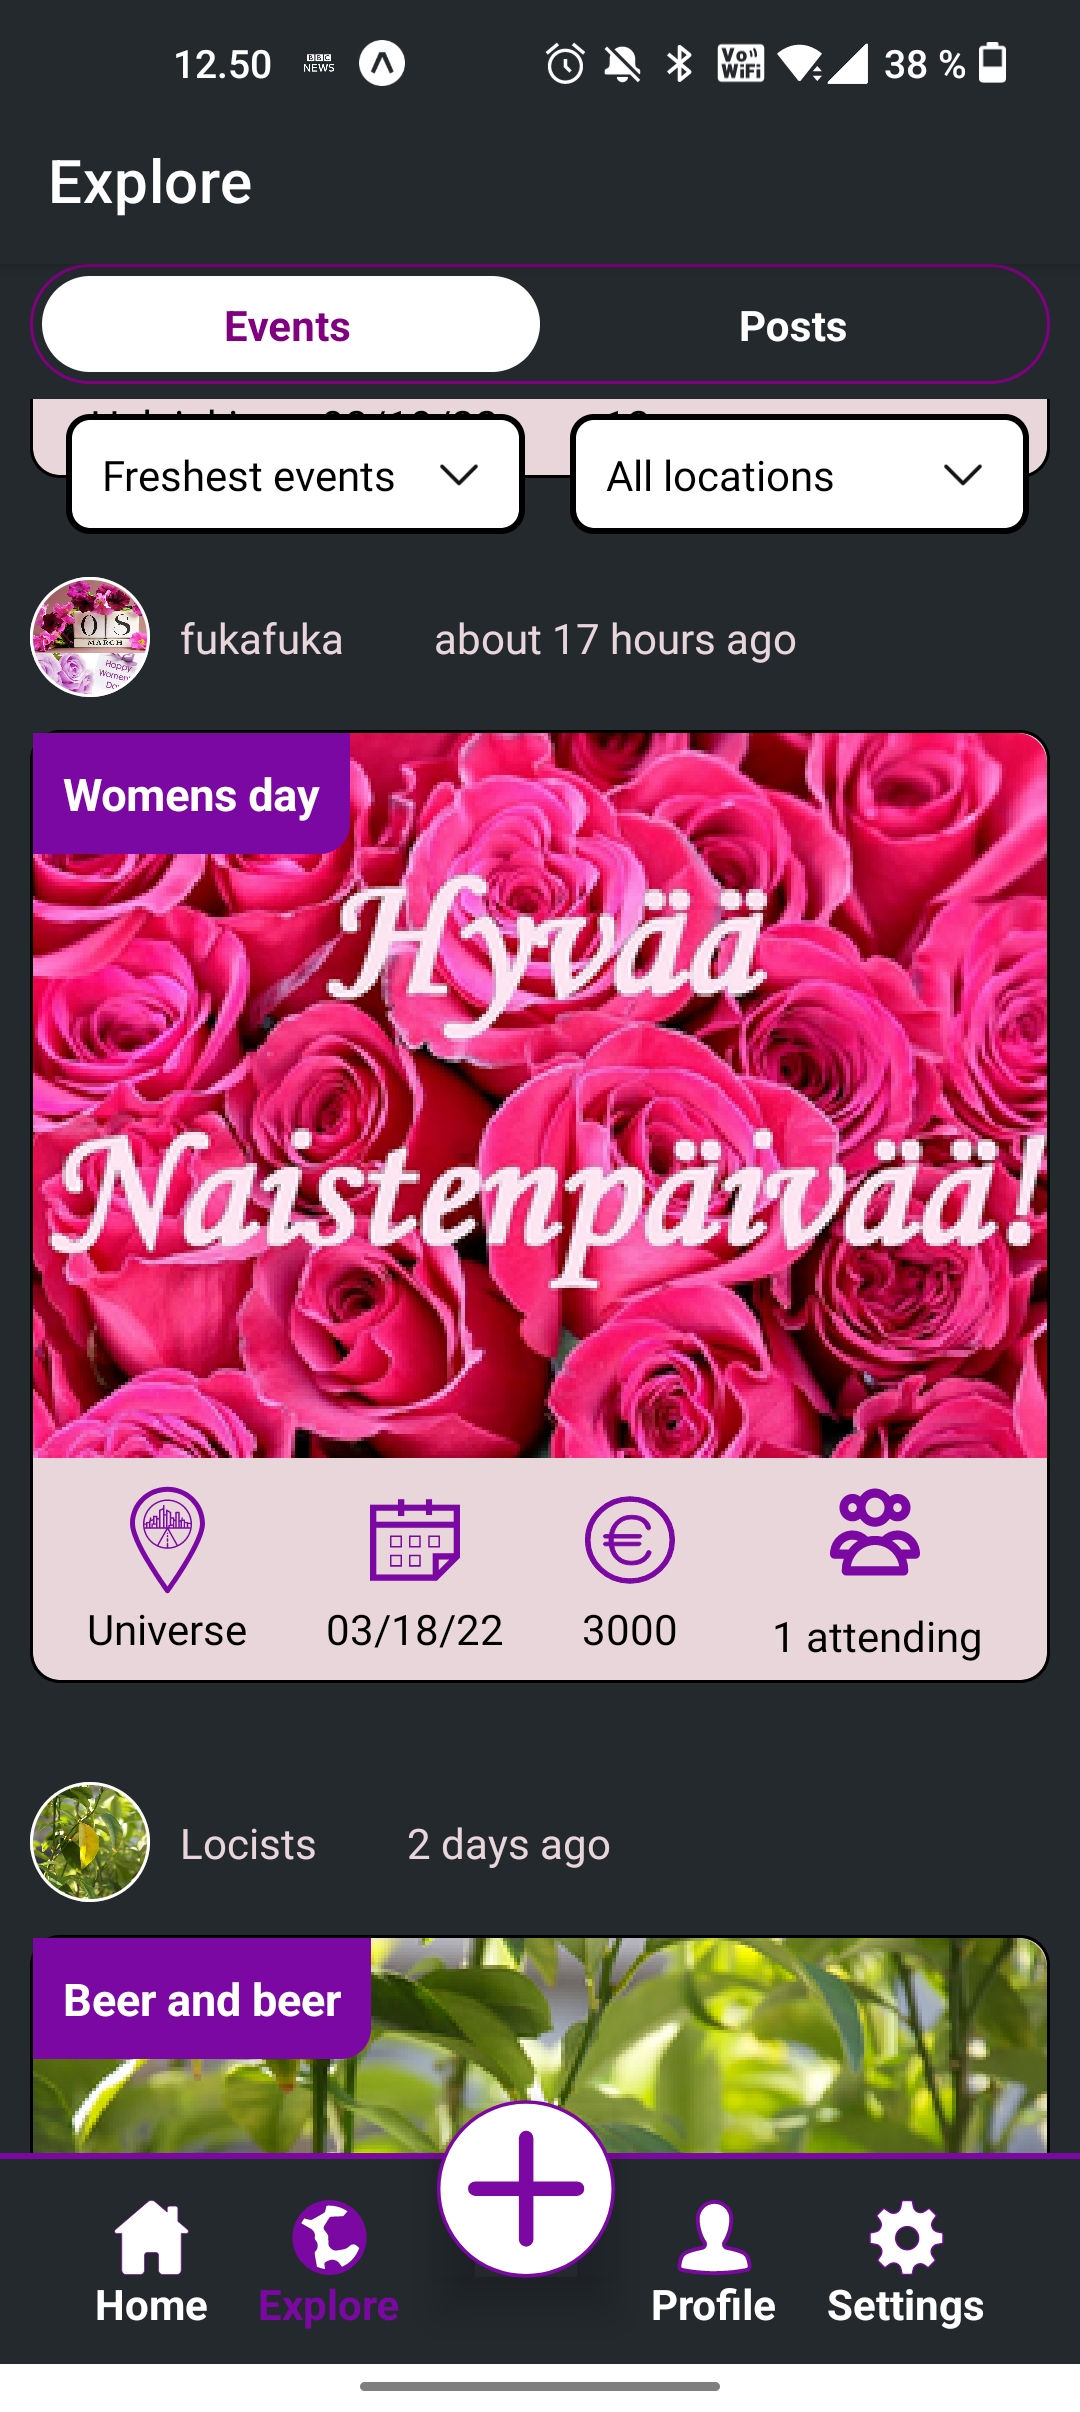 12.50 BBC NEWS Vo WiFi 38 %
Explore
Events Posts
Freshest events All locations
fukafuka about 17 hours ago
08
MARCH
Happy
Women
Womens day
Hyvää
Naistenpäivää!
Universe 03/18/22 € 3000 1 attending
Locists 2 days ago
Beer and beer
Home Explore Profile Settings